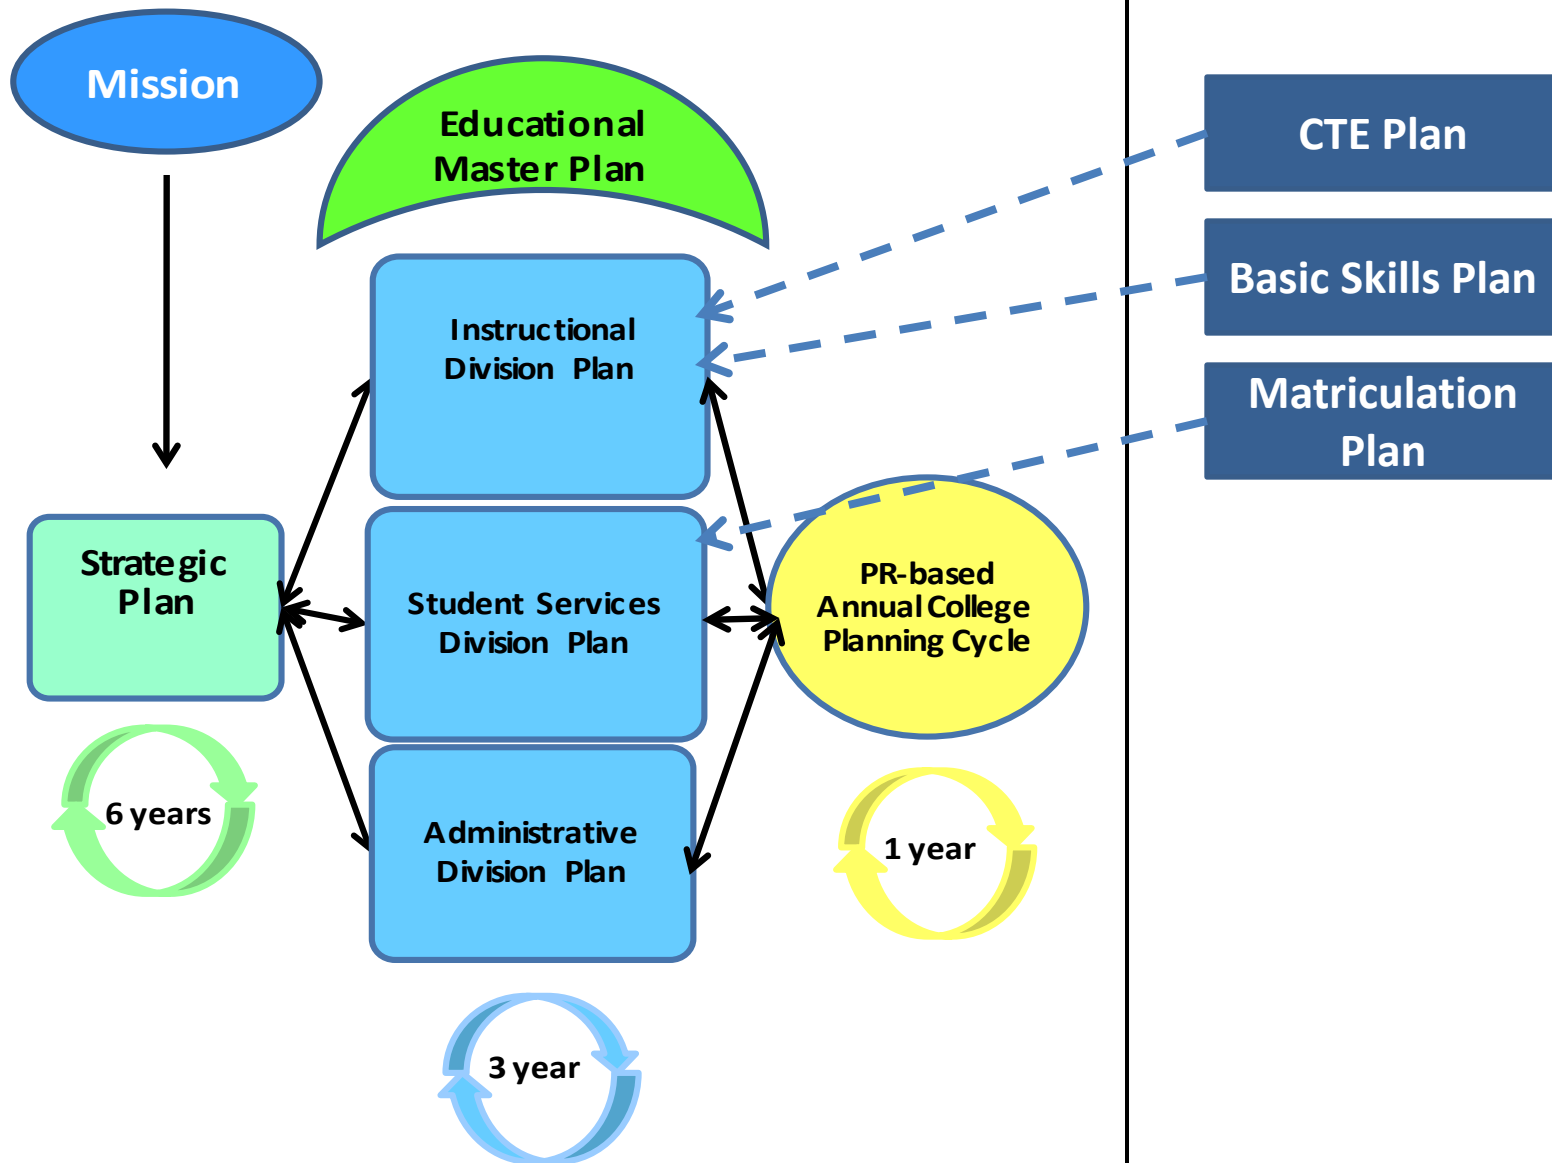 Mission
Educational
Master Plan
CTE Plan
Basic Skills Plan
Matriculation
Plan
Instructional
Division Plan
Strategic
Plan
Student Services
Division Plan
PR-based
Annual College
Planning Cycle
6 years
Administrative
Division Plan
1 year
3 year